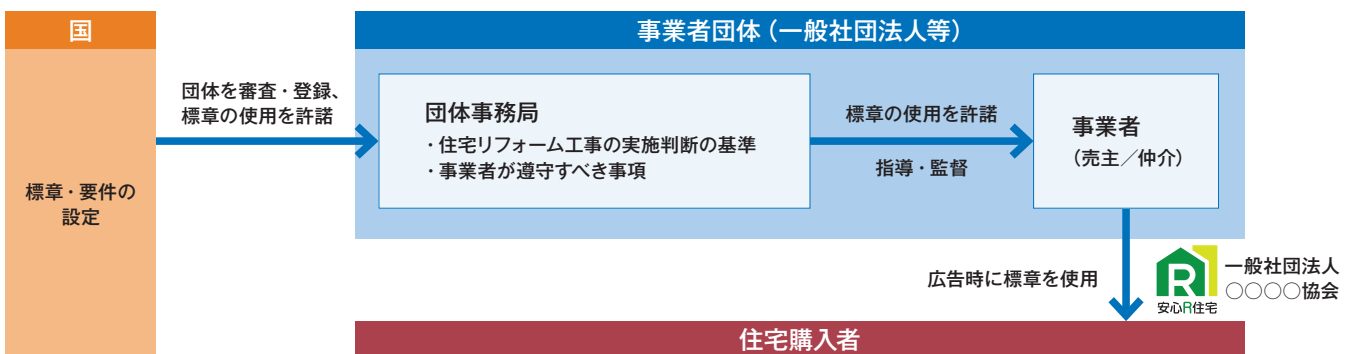 国
標章・要件の
設定
団体を審査・登録、
標章の使用を許諾
事業者団体（一般社団法人等）
団体事務局
・住宅リフォーム工事の実施判断の基準
・事業者が遵守すべき事項
標章の使用を許諾
指導・監督
事業者
（売主／仲介）
広告時に標章を使用
R
安心R住宅
一般社団法人
○○○○協会
住宅購入者